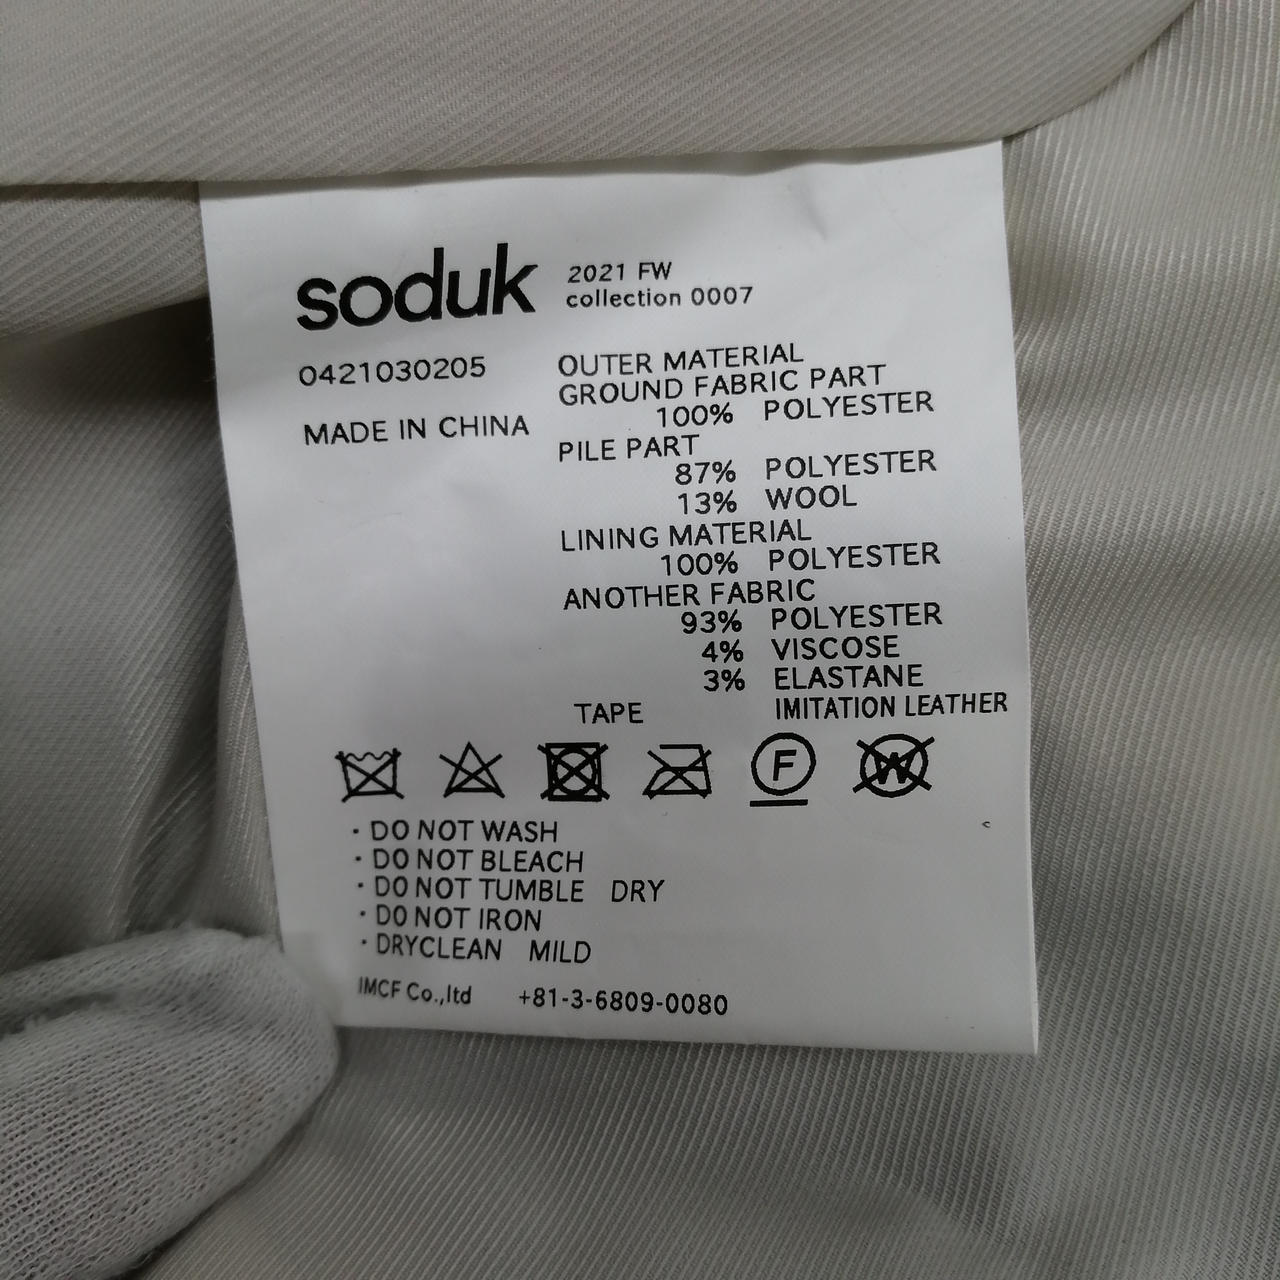 soduk
2021 FW
collection 0007
0421030205
MADE IN CHINA
OUTER MATERIAL
GROUND FABRIC PART
100% POLYESTER
PILE PART
87% POLYESTER
13% WOOL
LINING MATERIAL
100% POLYESTER
ANOTHER FABRIC
93% POLYESTER
4% VISCOSE
3% ELASTANE
TAPE IMITATION LEATHER
F W
· DO NOT WASH
· DO NOT BLEACH
· DO NOT TUMBLE DRY
· DO NOT IRON
· DRYCLEAN MILD
IMCF Co.,ltd +81-3-6809-0080